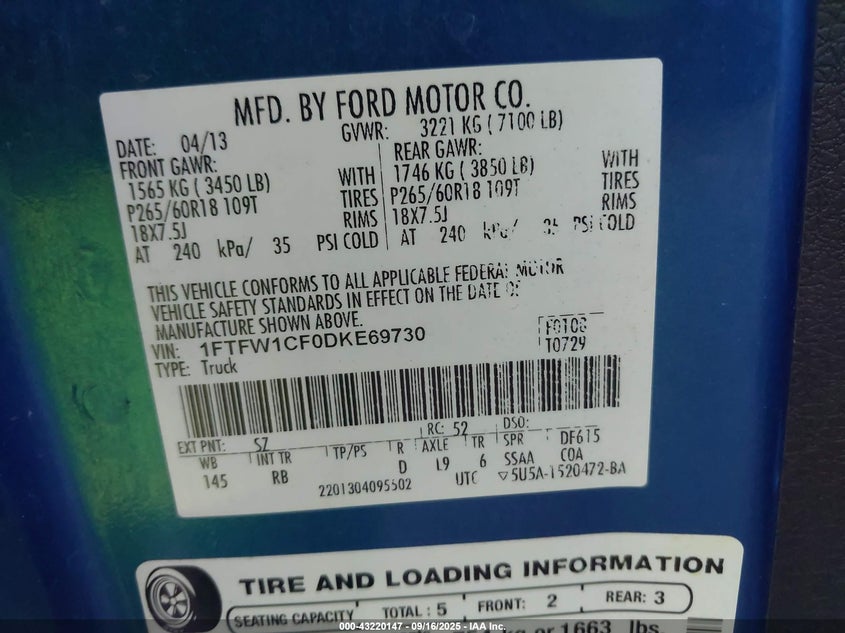 MFD. BY FORD MOTOR CO.
DATE: 04/13
GVWR: 3221 KG ( 7100 LB)
FRONT GAWR:
1565 KG ( 3450 LB) WITH
P265/60R18 109T TIRES
18X7.5J RIMS
AT 240 kPa/ 35 PSI COLD
REAR GAWR:
1746 KG ( 3850 LB) WITH
P265/60R18 109T TIRES
18X7.5J RIMS
AT 240 kPa/ 35 PSI COLD
THIS VEHICLE CONFORMS TO ALL APPLICABLE FEDERAL MOTOR
VEHICLE SAFETY STANDARDS IN EFFECT ON THE DATE OF
MANUFACTURE SHOWN ABOVE.
VIN: 1FTFW1CF0DKE69730
TYPE: Truck
F0108
T0729
EXT PNT: SZ RC: 52 DSO:
WB INT TR TP/PS R AXLE TR SPR DF615
145 RB D L9 6 SSAA COA
2201304095502 UTC ▽5U5A-1520472-BA
TIRE AND LOADING INFORMATION
SEATING CAPACITY TOTAL : 5 FRONT: 2 REAR: 3
kg or 1663 lbs.
000-43220147 - 09/16/2025 - IAA Inc.